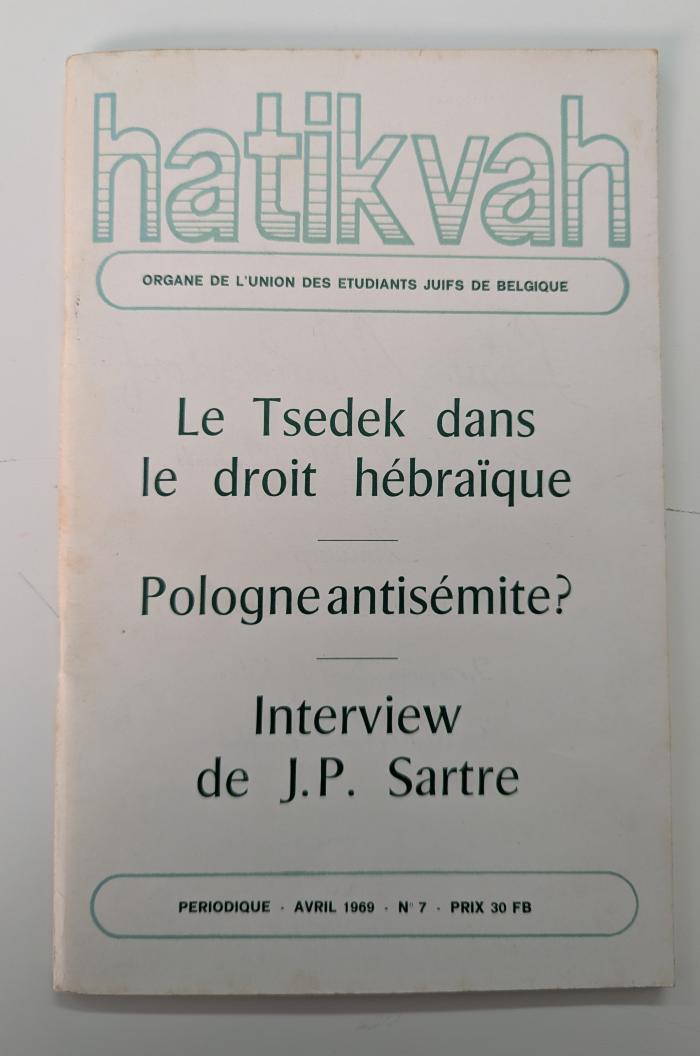 hatikvah
ORGANE DE L'UNION DES ETUDIANTS JUIFS DE BELGIQUE
Le Tsedek dans
le droit hébraïque
Pologne antisémite?
Interview
de J.P. Sartre
PERIODIQUE · AVRIL 1969 · N° 7 · PRIX 30 FB